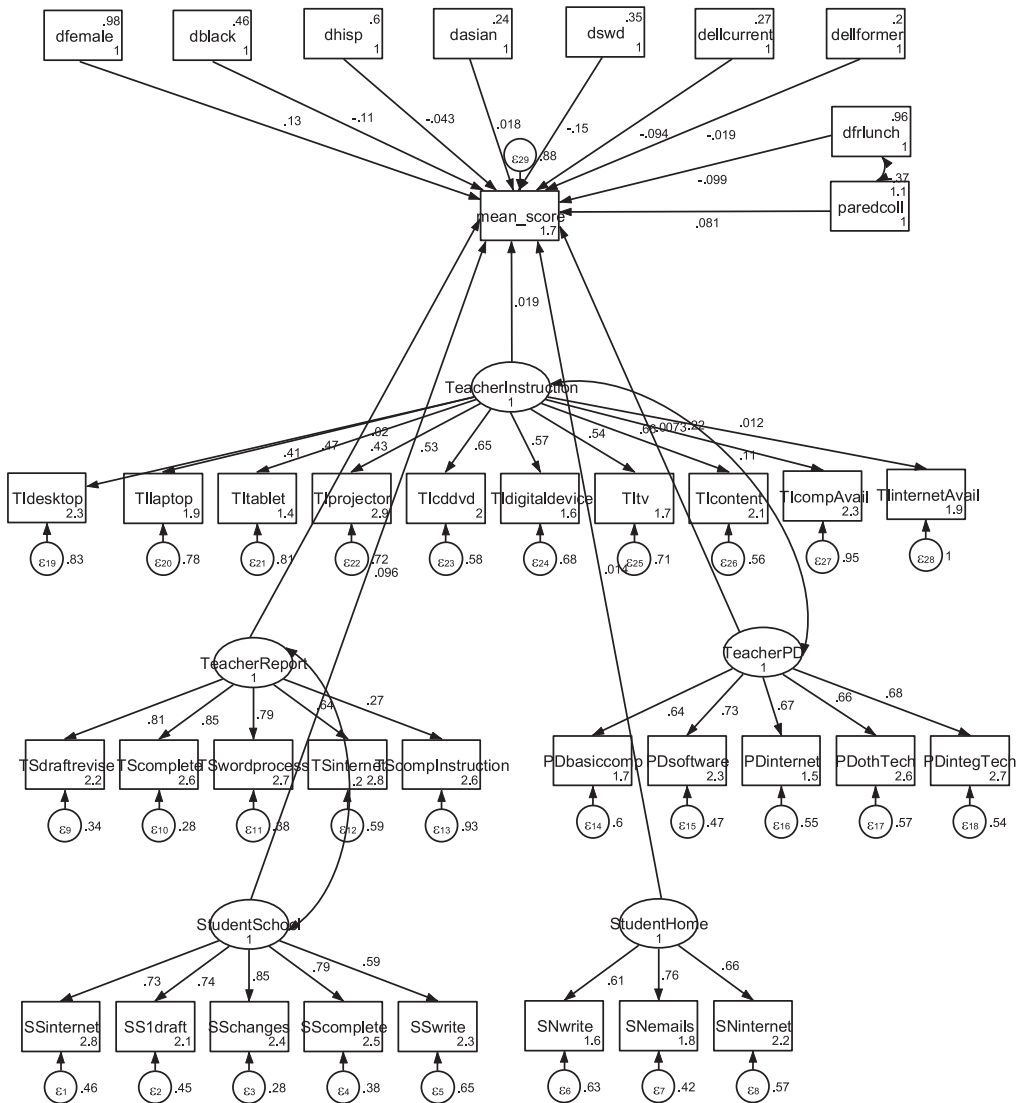 .98 .46 .6 .24 .35 .27 .2
dfemale dblack dhisp dasian dswd dellcurrent dellformer
1 1 1 1 1 1 1
.13 -.11 -.043 .018 -.15 -.094 -.019
.96
dfrlunch
1
ε29 .88
-.099
-.37
1.1
paredcoll
1
mean_score
1.7
.081
.019
TeacherInstruction
1
.41 .47 .62 .43 .53 .65 .57 .54 .66 .0073 .22 .11 .012
TIdesktop TIlaptop TItablet TIprojector TIcddvd TIdigitaldevice TItv TIcontent TIcompAvail TIinternetAvail
2.3 1.9 1.4 2.9 2 1.6 1.7 2.1 2.3 1.9
ε19 .83 ε20 .78 ε21 .81 ε22 .72 ε23 .58 ε24 .68 ε25 .71 ε26 .56 ε27 .95 ε28 1
.096 .014
TeacherReport
1
TeacherPD
1
.81 .85 .79 .64 .27
.64 .73 .67 .66 .68
TSdraftrevise TScomplete TSwordprocess TSinternet TScompInstruction
2.2 2.6 2.7 .2 2.8 2.6
PDbasiccomp PDsoftware PDinternet PDothTech PDintegTech
1.7 2.3 1.5 2.6 2.7
ε9 .34 ε10 .28 ε11 .38 ε12 .59 ε13 .93
ε14 .6 ε15 .47 ε16 .55 ε17 .57 ε18 .54
StudentSchool
1
StudentHome
1
.73 .74 .85 .79 .59
.61 .76 .66
SSinternet SS1draft SSchanges SScomplete SSwrite
2.8 2.1 2.4 2.5 2.3
SNwrite SNemails SNinternet
1.6 1.8 2.2
ε1 .46 ε2 .45 ε3 .28 ε4 .38 ε5 .65
ε6 .63 ε7 .42 ε8 .57